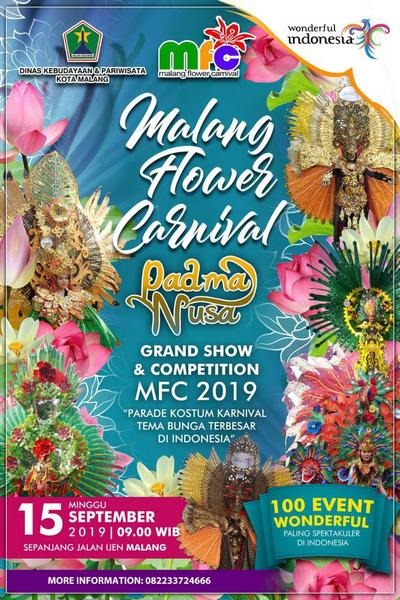 DINAS KEBUDAYAAN & PARIWISATA
KOTA MALANG
mfc
malang flower carnival
wonderful
indonesia
Malang
Flower
Carnival
Padma
Nusa
GRAND SHOW
& COMPETITION
MFC 2019
"PARADE KOSTUM KARNIVAL
TEMA BUNGA TERBESAR
DI INDONESIA"
15
MINGGU
SEPTEMBER
2019 | 09.00 WIB
SEPANJANG JALAN IJEN MALANG
100 EVENT
WONDERFUL
PALING SPEKTAKULER
DI INDONESIA
MORE INFORMATION: 082233724666